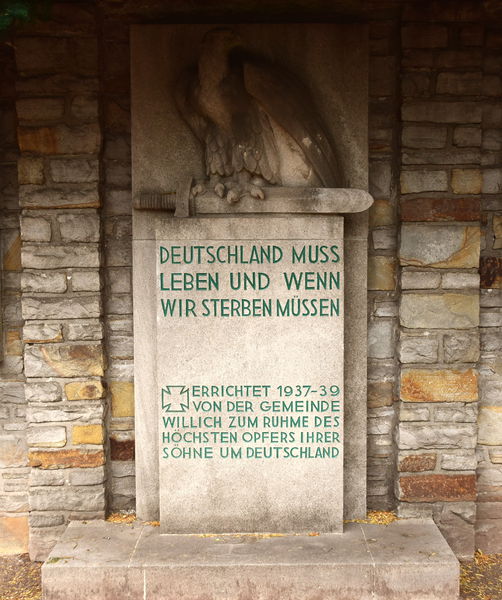 DEUTSCHLAND MUSS
LEBEN UND WENN
WIR STERBEN MÜSSEN
ERRICHTET 1937-39
VON DER GEMEINDE
WILLICH ZUM RUHME DES
HÖCHSTEN OPFERS IHRER
SÖHNE UM DEUTSCHLAND